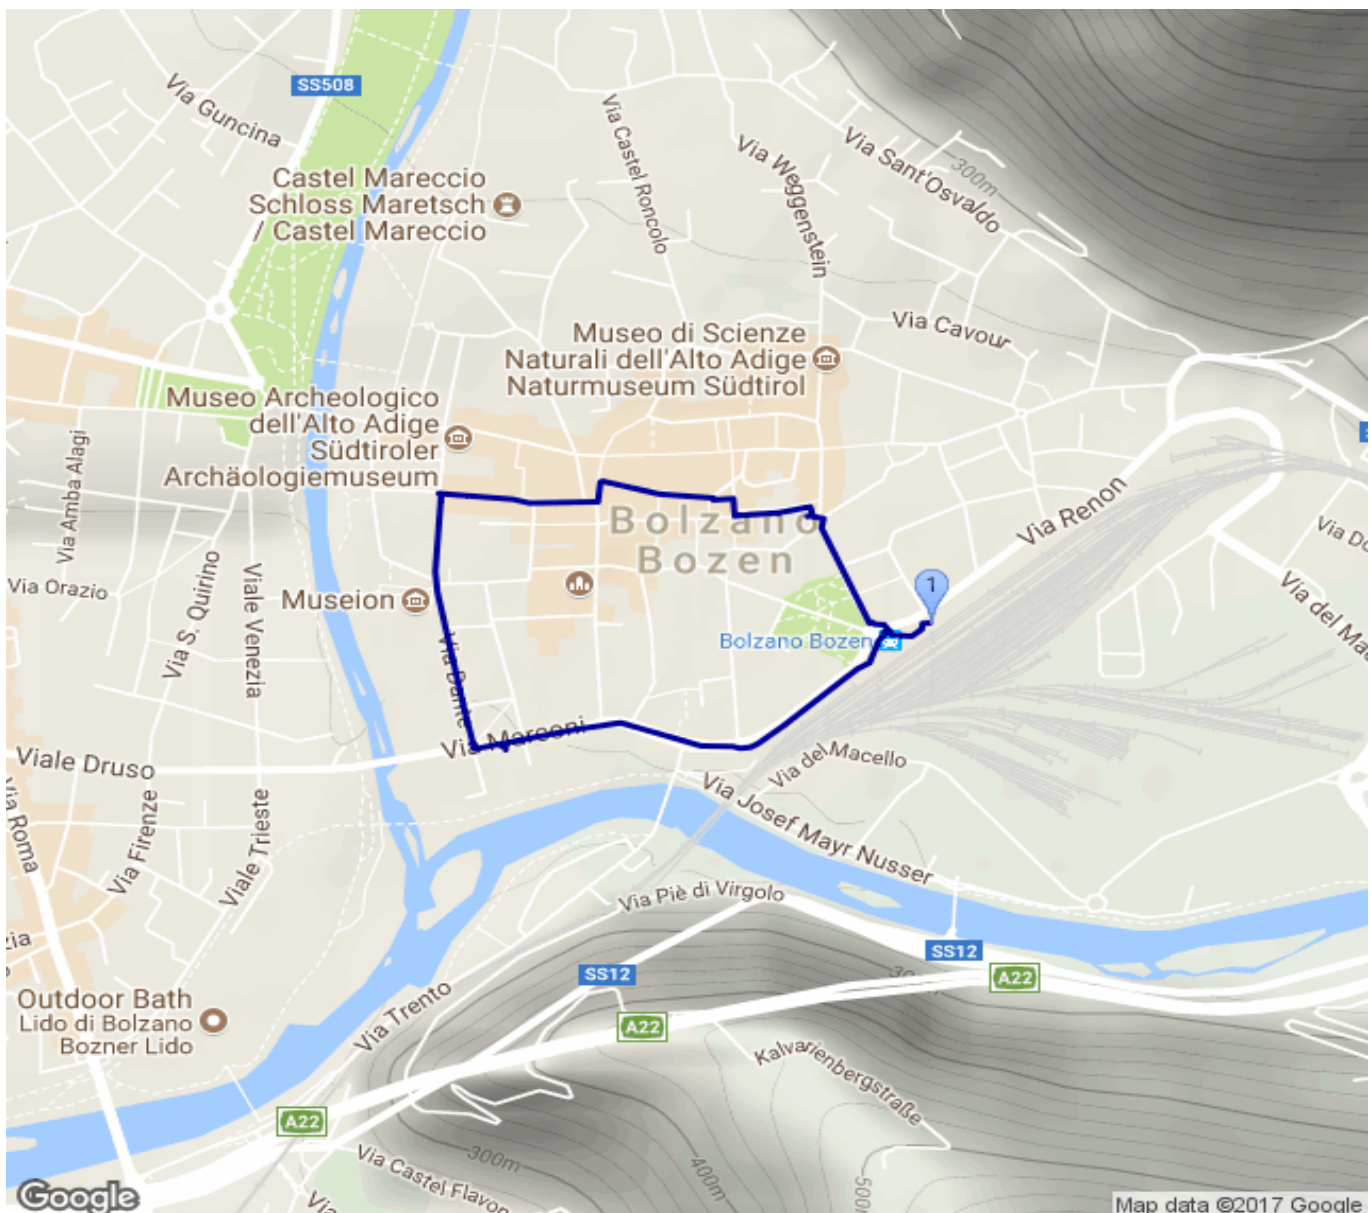 SS508
Via Guncina
Via Castel Roncolo
Via Weggenstein
Via Sant'Osvaldo
300m
Castel Mareccio
Schloss Maretsch
/ Castel Mareccio
Via Cavour
Museo di Scienze
Naturali dell'Alto Adige
Naturmuseum Südtirol
Museo Archeologico
dell'Alto Adige
Südtiroler
Archäologiemuseum
Via Amba Alagi
Via Renon
Bolzano
Bozen
Via Orazio
Via S. Quirino
Viale Venezia
Museion
1
Bolzano Bozen
Via Dante
Via Marconi
Viale Druso
Via del Macello
Via Josef Mayr Nusser
Via Roma
Via Firenze
Viale Trieste
Via Piè di Virgolo
SS12
SS12
A22
A22
Outdoor Bath
Lido di Bolzano
Bozner Lido
Via Trento
Kalvarienbergstraße
A22
Via Castel Flavon
300m
400m
500m
Google
Map data ©2017 Google